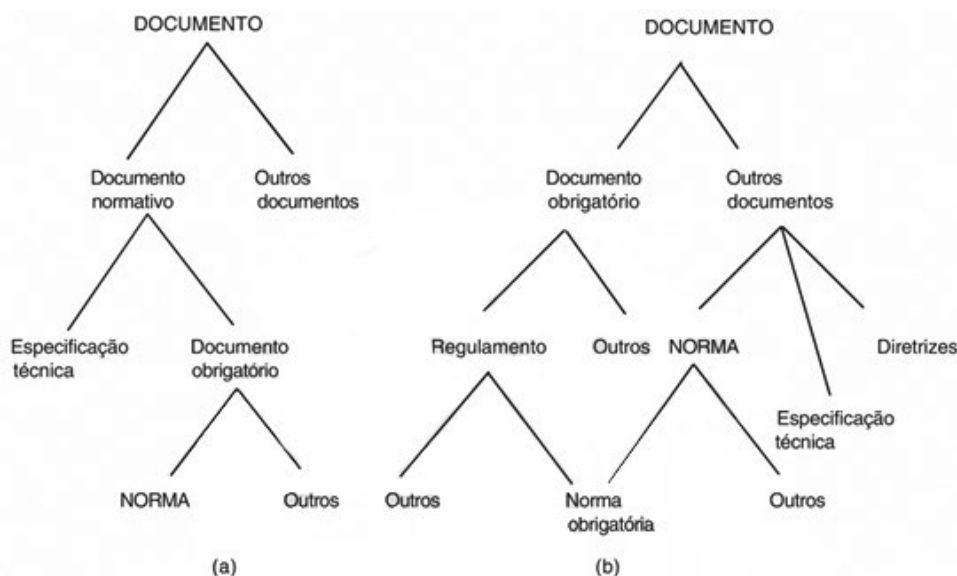 DOCUMENTO
Documento
normativo
Outros
documentos
Especificação
técnica
Documento
obrigatório
NORMA
Outros
(a)
DOCUMENTO
Documento
obrigatório
Outros
documentos
Regulamento
Outros
NORMA
Diretrizes
Especificação
técnica
Outros
Norma
obrigatória
Outros
(b)